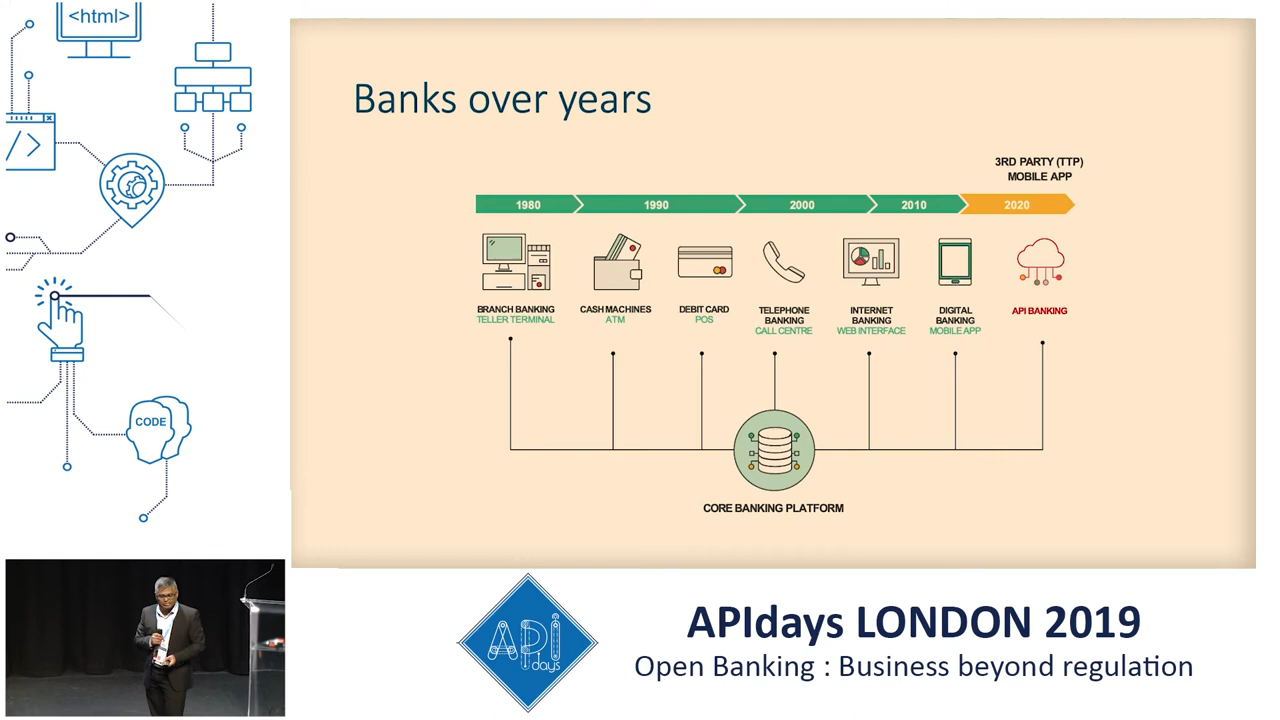 <html>
</>
CODE
Banks over years
3RD PARTY (TTP)
MOBILE APP
1980
1990
2000
2010
2020
BRANCH BANKING
TELLER TERMINAL
CASH MACHINES
ATM
DEBIT CARD
POS
TELEPHONE
BANKING
CALL CENTRE
INTERNET
BANKING
WEB INTERFACE
DIGITAL
BANKING
MOBILE APP
API BANKING
CORE BANKING PLATFORM
API
days
APIdays LONDON 2019
Open Banking : Business beyond regulation